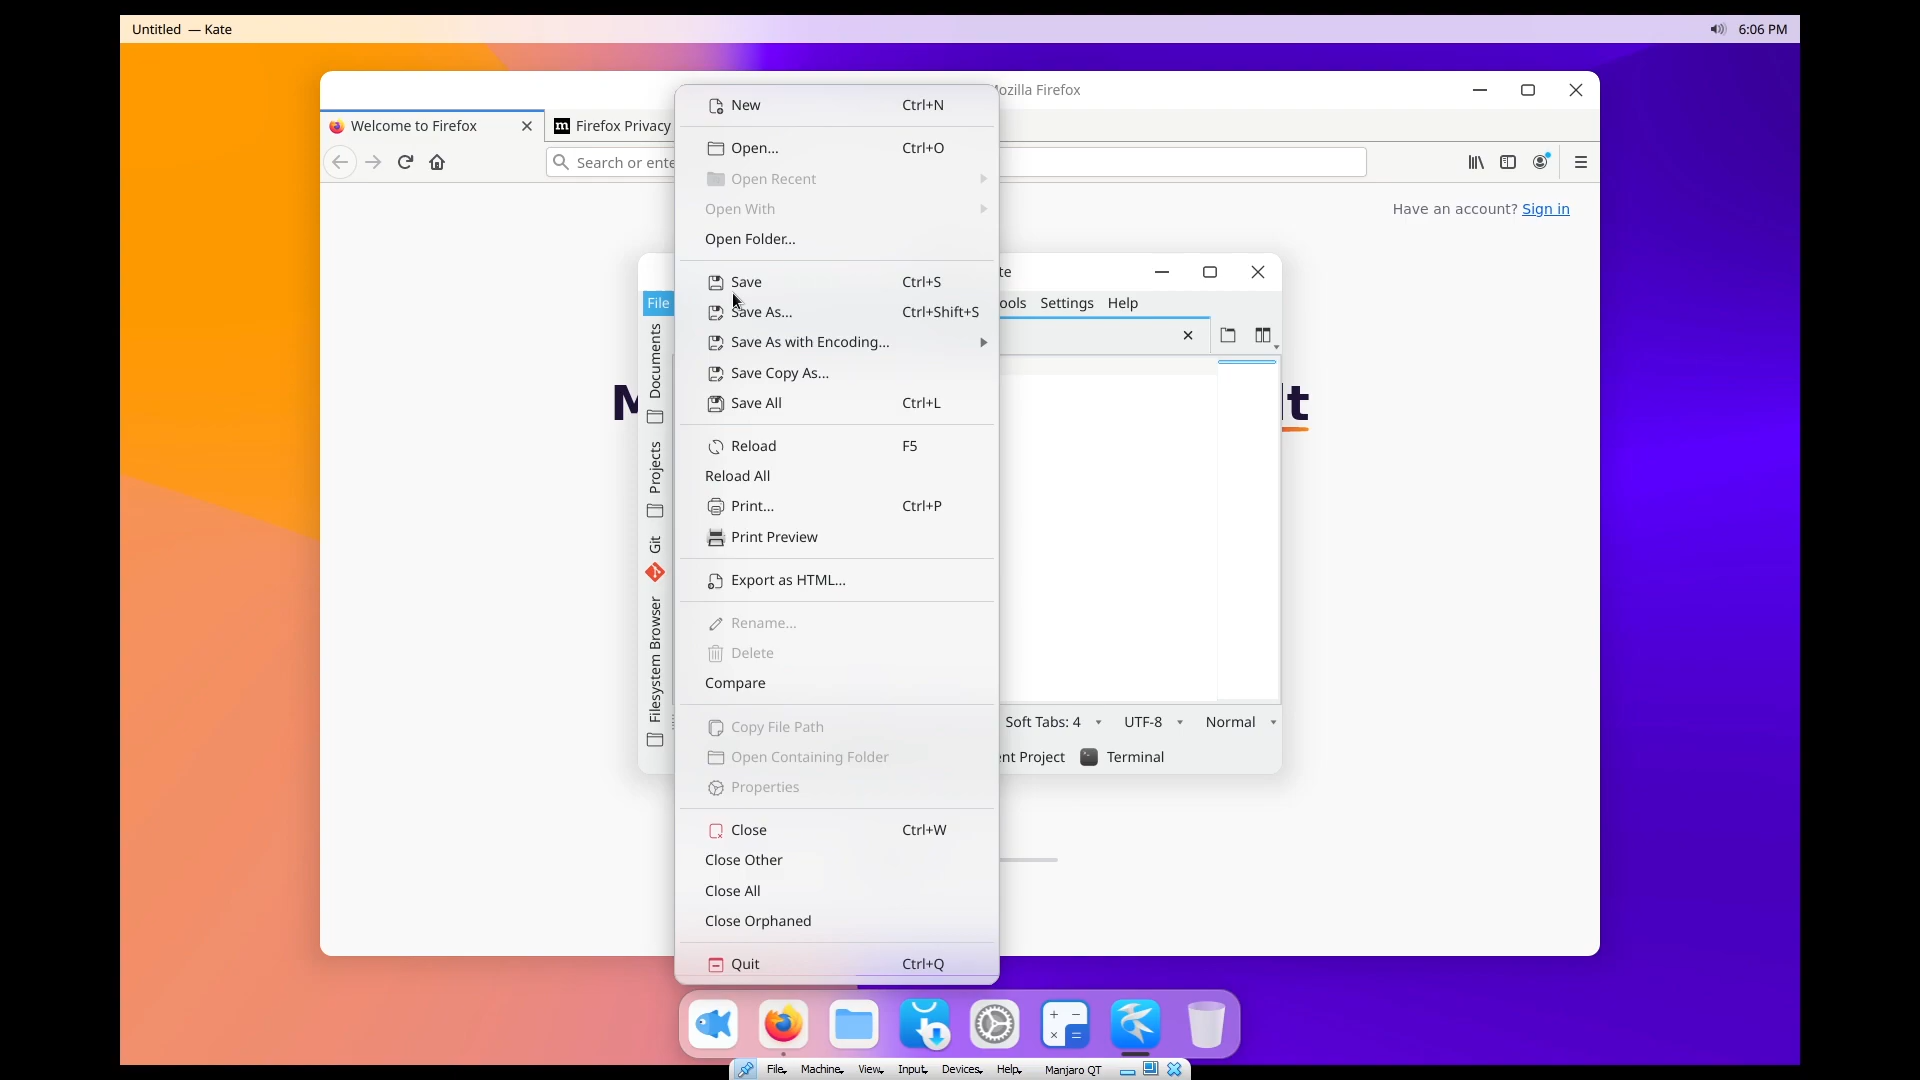 Untitled — Kate
6:06 PM
Mozilla Firefox
Welcome to Firefox
Firefox Privacy
Search or ente
Have an account? Sign in
New Ctrl+N
Open... Ctrl+O
Open Recent
Open With
Open Folder...
Save Ctrl+S
Save As... Ctrl+Shift+S
Save As with Encoding...
Save Copy As...
Save All Ctrl+L
Reload F5
Reload All
Print... Ctrl+P
Print Preview
Export as HTML...
Rename...
Delete
Compare
Copy File Path
Open Containing Folder
Properties
Close Ctrl+W
Close Other
Close All
Close Orphaned
Quit Ctrl+Q
te
File
ools Settings Help
Documents
Projects
Git
Filesystem Browser
M
lt
Soft Tabs: 4 UTF-8 Normal
ent Project Terminal
File Machine View Input Devices Help Manjaro QT